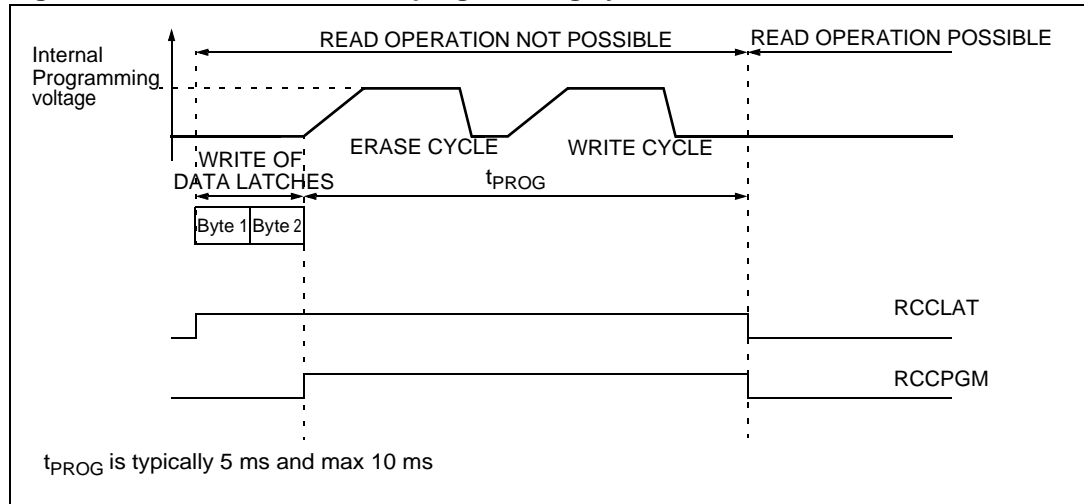 READ OPERATION NOT POSSIBLE
READ OPERATION POSSIBLE
Internal
Programming
voltage
ERASE CYCLE
WRITE CYCLE
WRITE OF
DATA LATCHES
tPROG
Byte 1
Byte 2
RCCLAT
RCCPGM
tPROG is typically 5 ms and max 10 ms